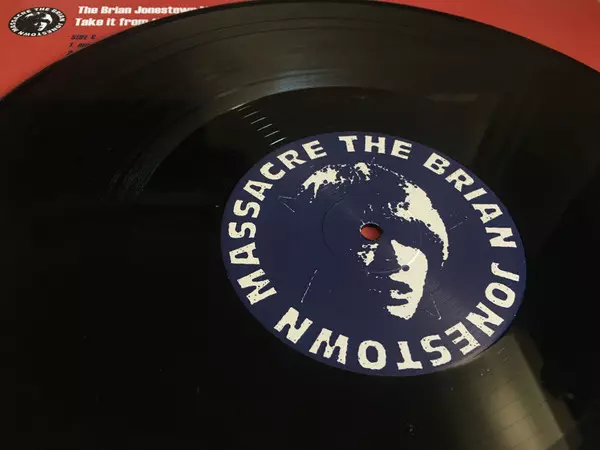 The Brian Jonestown
Take it from
SIDE C
THE BRIAN JONESTOWN MASSACRE
THE BRIAN JONESTOWN MASSACRE